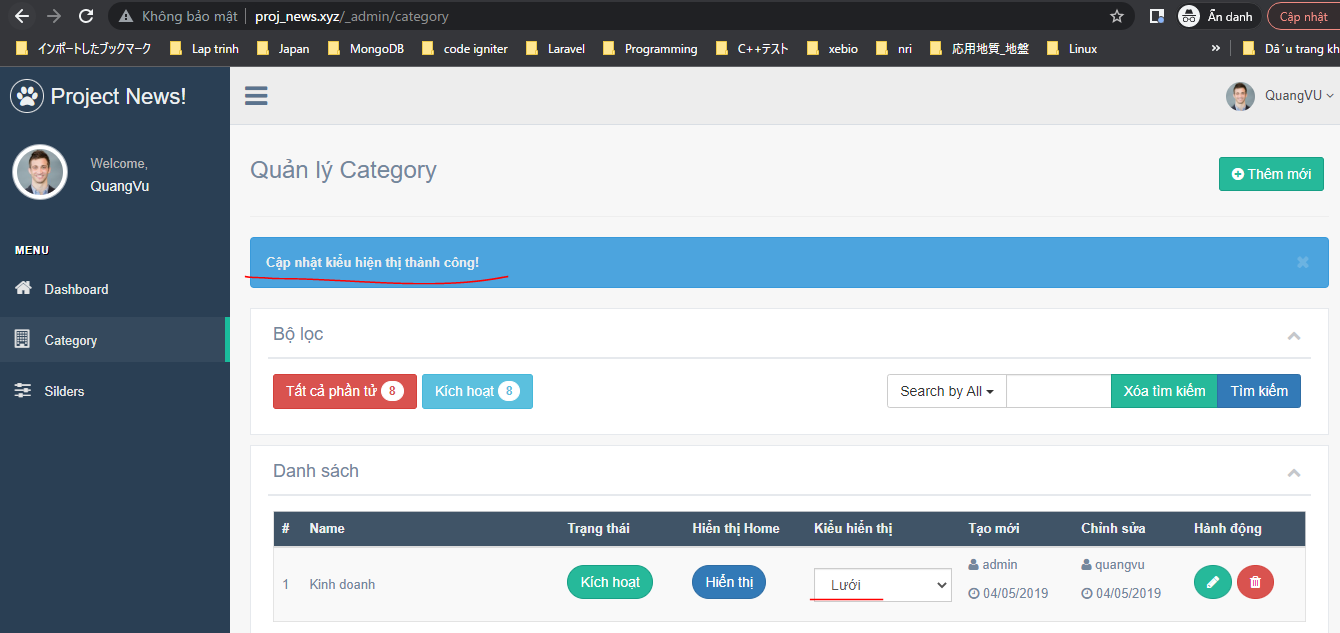 Không bảo mật proj_news.xyz/_admin/category Ẩn danh Cập nhật
インポートしたブックマーク Lap trinh Japan MongoDB code igniter Laravel Programming C++テスト xebio nri 応用地質_地盤 Linux » Dấu trang kh
Project News!
QuangVU
Welcome,
QuangVu
Quản lý Category
Thêm mới
MENU
Cập nhật kiểu hiện thị thành công!
Dashboard
Category
Silders
Bộ lọc
Tất cả phần tử 8 Kích hoạt 8 Search by All Xóa tìm kiếm Tìm kiếm
Danh sách
# Name Trạng thái Hiển thị Home Kiểu hiển thị Tạo mới Chỉnh sửa Hành động
1 Kinh doanh Kích hoạt Hiển thị Lưới admin quangvu
04/05/2019 04/05/2019